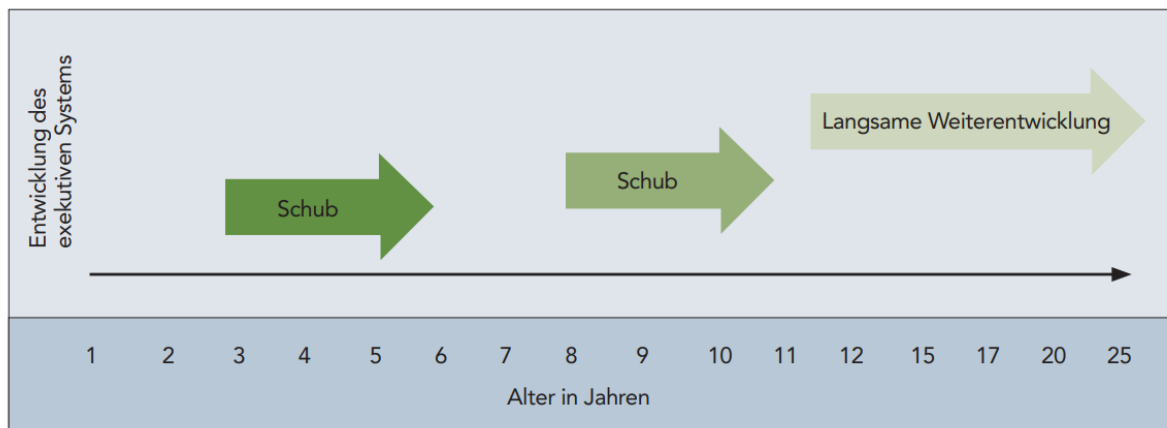 Entwicklung des
exekutiven Systems
Schub
Schub
Langsame Weiterentwicklung
1 2 3 4 5 6 7 8 9 10 11 12 15 17 20 25
Alter in Jahren